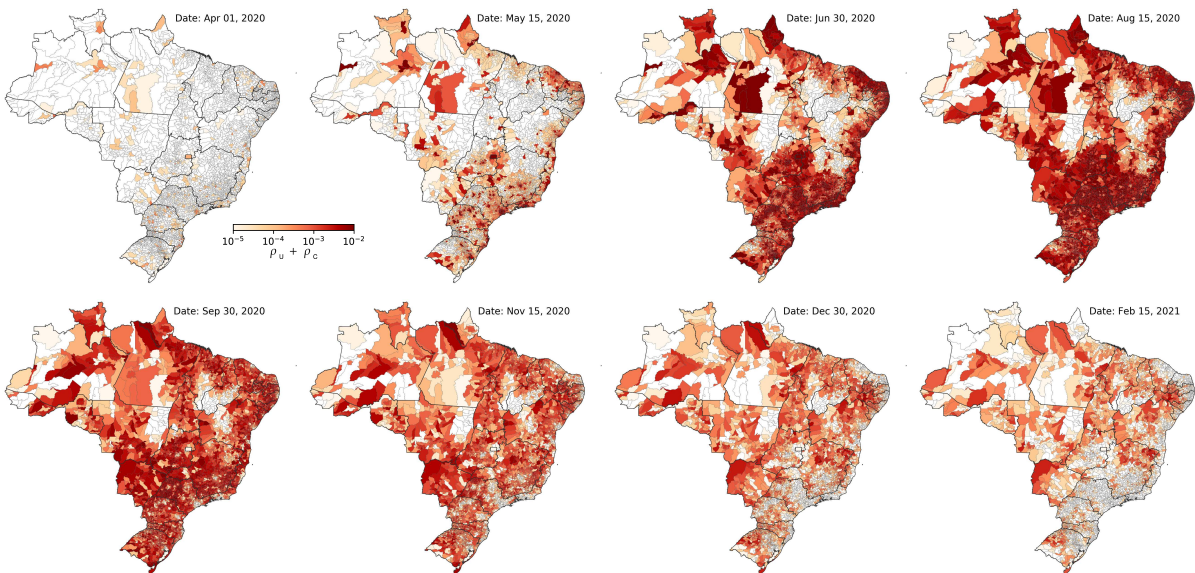 Date: Apr 01, 2020
Date: May 15, 2020
Date: Jun 30, 2020
Date: Aug 15, 2020
10⁻⁵ 10⁻⁴ 10⁻³ 10⁻²
ρ_u + ρ_c
Date: Sep 30, 2020
Date: Nov 15, 2020
Date: Dec 30, 2020
Date: Feb 15, 2021